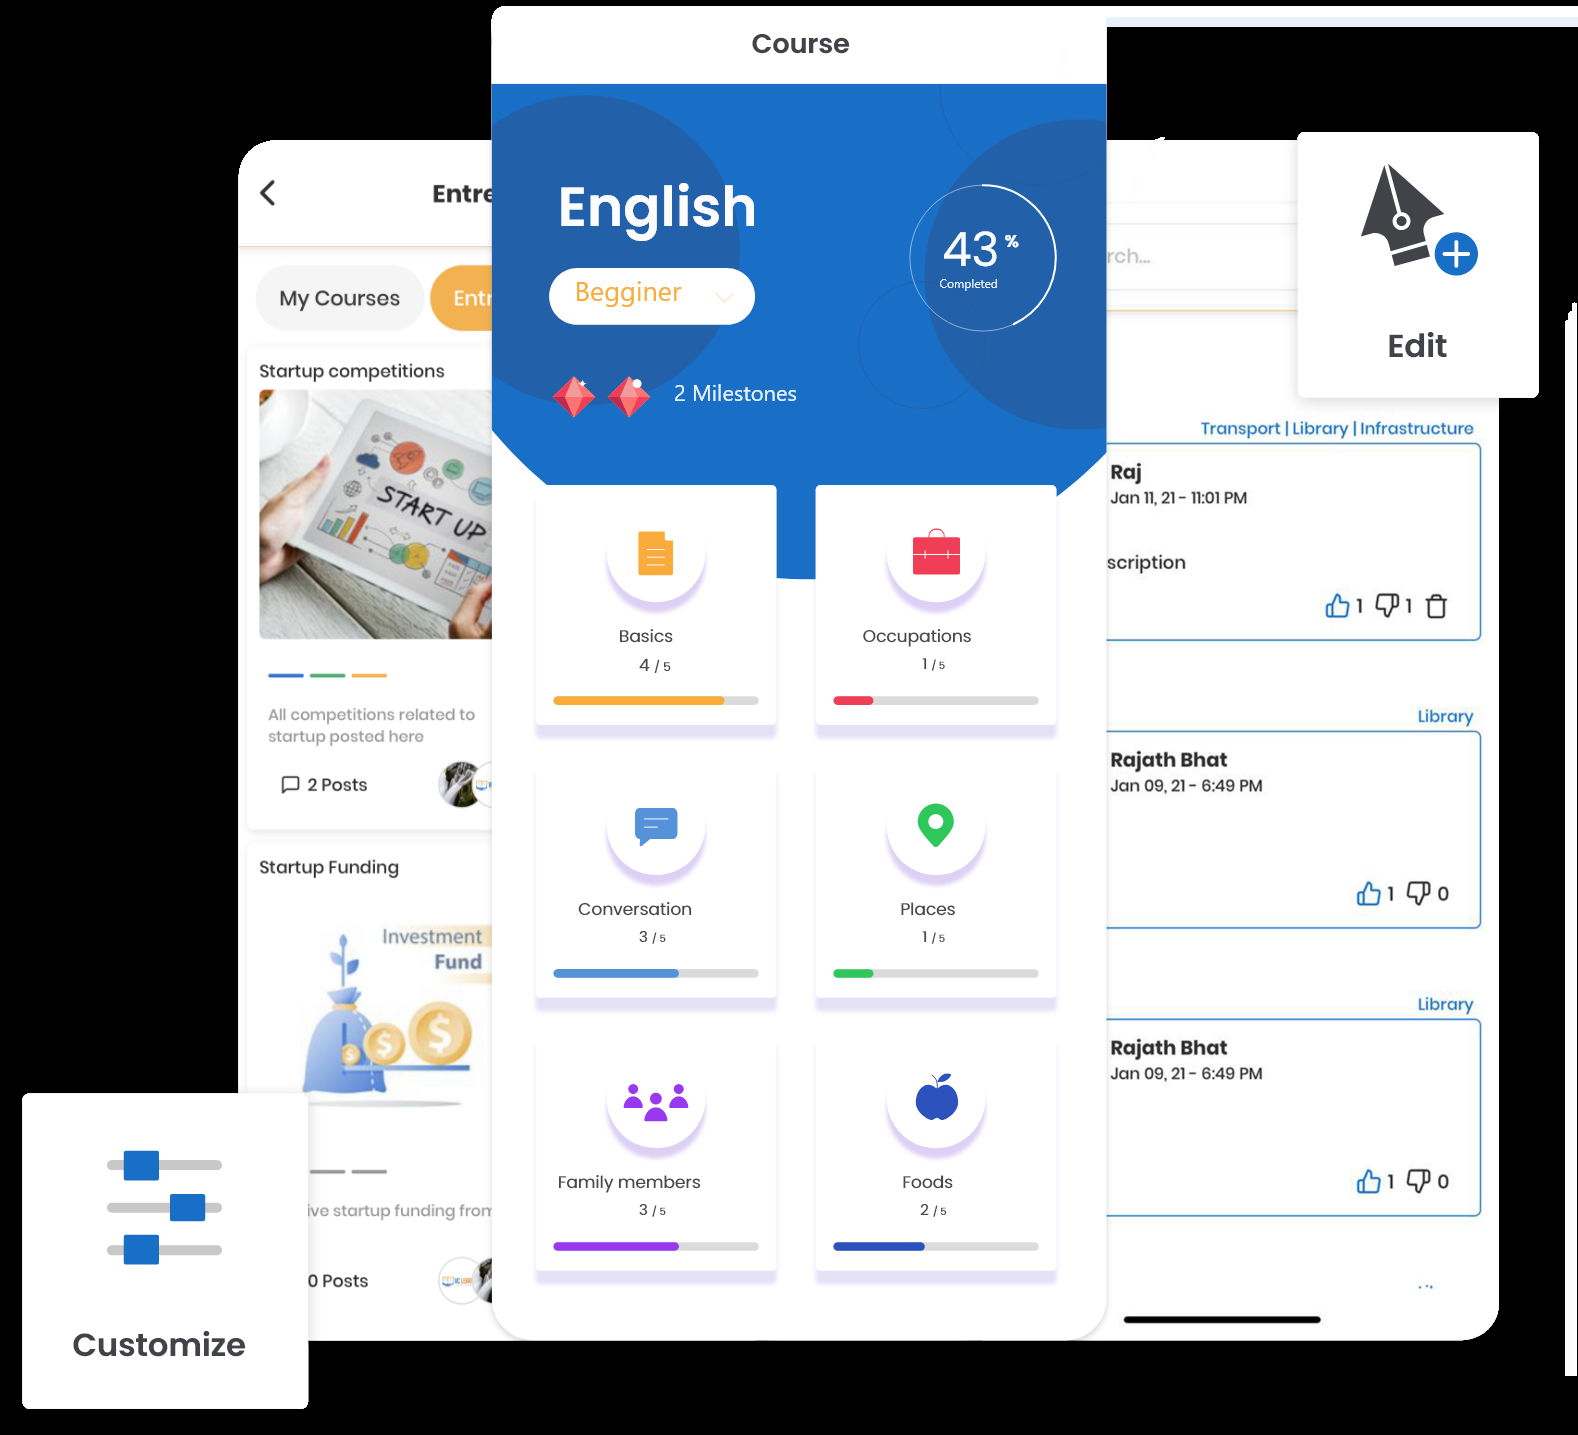 Course
English
43 %
Completed
Begginer
2 Milestones
Basics
4 / 5
Occupations
1 / 5
Conversation
3 / 5
Places
1 / 5
Family members
3 / 5
Foods
2 / 5
Entre
My Courses
Entr
Startup competitions
START UP
All competitions related to
startup posted here
2 Posts
Startup Funding
Investment
Fund
ive startup funding from
0 Posts
Customize
rch...
Edit
Transport | Library | Infrastructure
Raj
Jan 11, 21 - 11:01 PM
scription
1 1
Library
Rajath Bhat
Jan 09, 21 - 6:49 PM
1 0
Library
Rajath Bhat
Jan 09, 21 - 6:49 PM
1 0